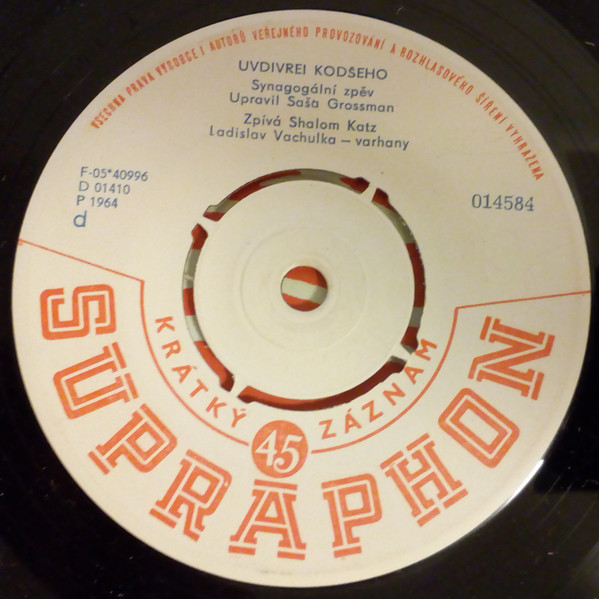 VŠECHNA PRÁVA VÝROBCE I AUTORŮ VEŘEJNÉHO PROVOZOVÁNÍ A ROZHLASOVÉHO ŠÍŘENÍ VYHRAŽENA
UVDIVREI KODŠEHO
Synagogální zpěv
Upravil Saša Grossman
Zpívá Shalom Katz
Ladislav Vachulka – varhany
F-05*40996
D 01410
P 1964
d
014584
KRÁTKÝ 45 ZÁZNAM
SUPRAPHON